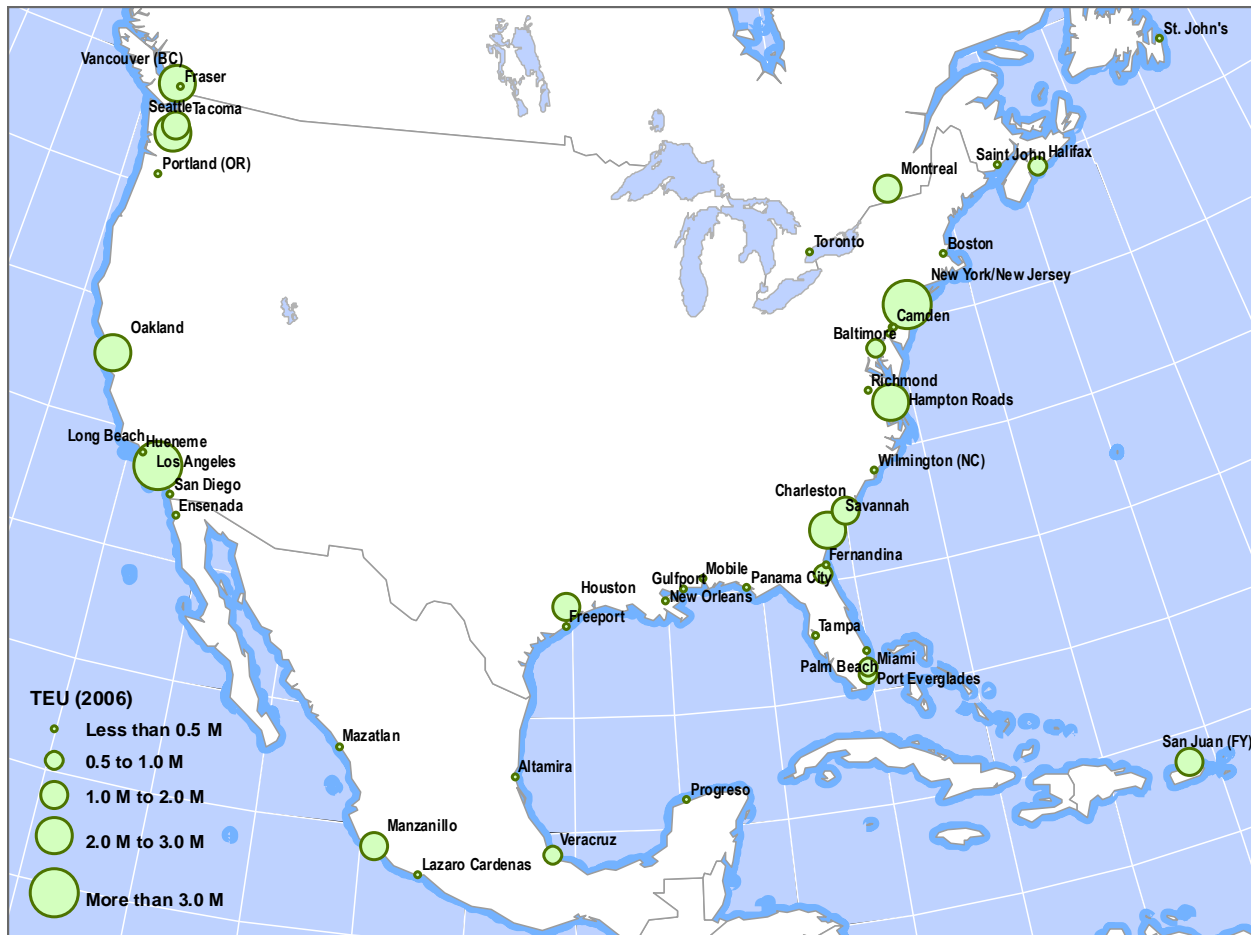 St. John's
Vancouver (BC)
Fraser
Seattle
Tacoma
Portland (OR)
Montreal
Saint John
Halifax
Toronto
Boston
New York/New Jersey
Camden
Oakland
Baltimore
Richmond
Hampton Roads
Long Beach
Hueneme
Los Angeles
Wilmington (NC)
San Diego
Ensenada
Charleston
Savannah
Fernandina
Mobile
Gulfport
Panama City
Houston
New Orleans
Freeport
Tampa
Miami
Palm Beach
Port Everglades
TEU (2006)
Less than 0.5 M
0.5 to 1.0 M
1.0 M to 2.0 M
2.0 M to 3.0 M
More than 3.0 M
Mazatlan
San Juan (FY)
Altamira
Progreso
Manzanillo
Veracruz
Lazaro Cardenas